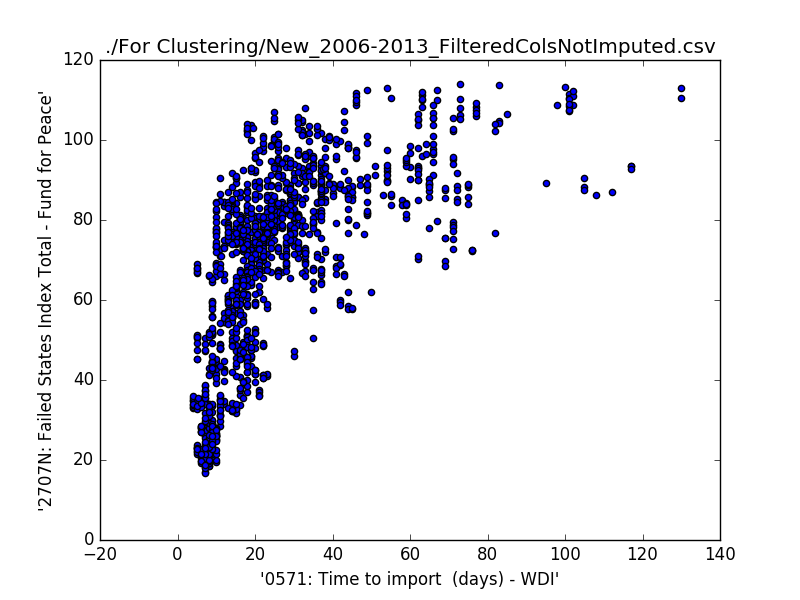 ./For Clustering/New_2006-2013_FilteredColsNotImputed.csv
120
100
80
60
40
20
0
'2707N: Failed States Index Total - Fund for Peace'
−20 0 20 40 60 80 100 120 140
'0571: Time to import  (days) - WDI'